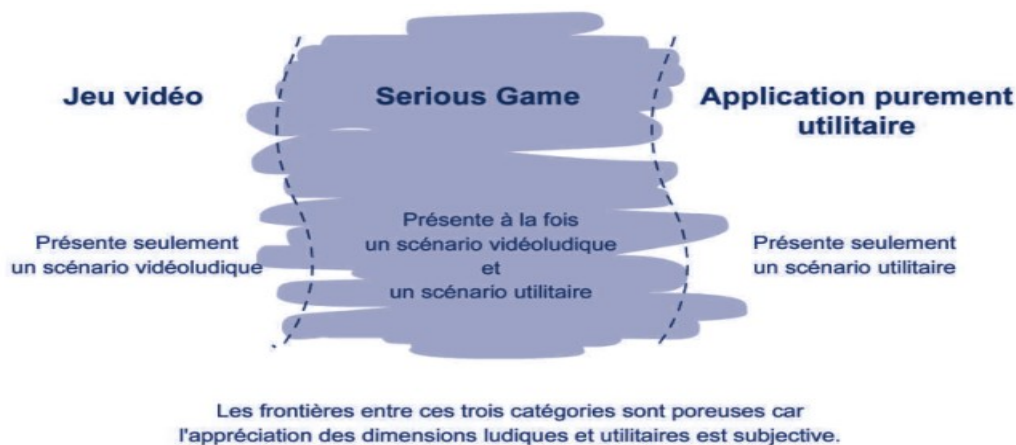 Jeu vidéo
Serious Game
Application purement
utilitaire
Présente seulement
un scénario vidéoludique
Présente à la fois
un scénario vidéoludique
et
un scénario utilitaire
Présente seulement
un scénario utilitaire
Les frontières entre ces trois catégories sont poreuses car
l'appréciation des dimensions ludiques et utilitaires est subjective.